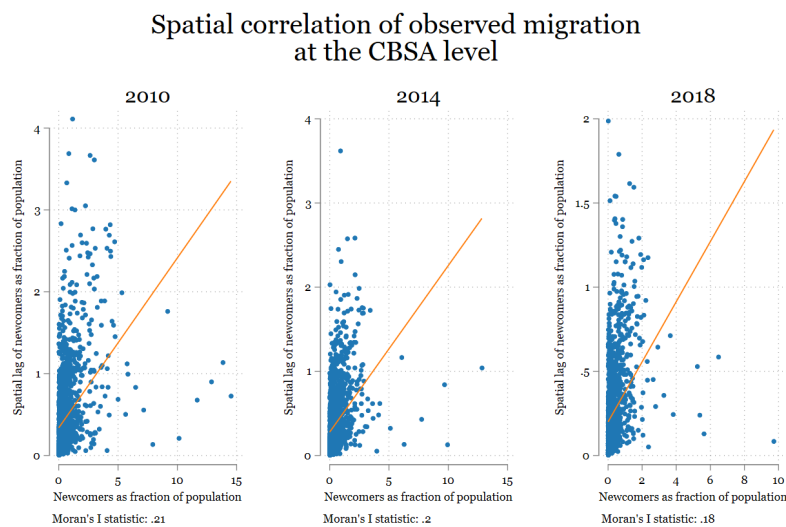 Spatial correlation of observed migration
at the CBSA level
2010
Spatial lag of newcomers as fraction of population
4
3
2
1
0
0 5 10 15
Newcomers as fraction of population
Moran's I statistic: .21
2014
Spatial lag of newcomers as fraction of population
4
3
2
1
0
0 5 10 15
Newcomers as fraction of population
Moran's I statistic: .2
2018
Spatial lag of newcomers as fraction of population
2
1.5
1
.5
0
0 2 4 6 8 10
Newcomers as fraction of population
Moran's I statistic: .18